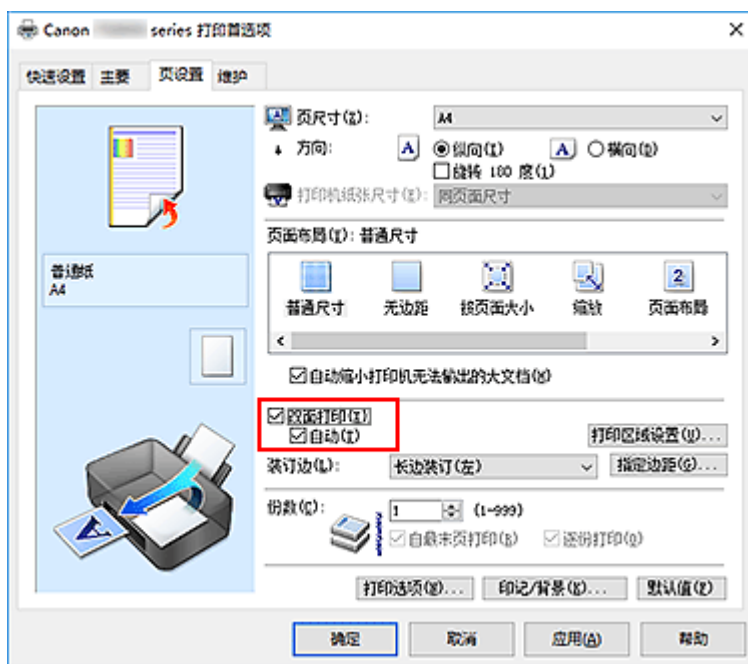 Canon series 打印首选项
快速设置 主要 页设置 维护
页尺寸(Z): A4
方向: A 纵向(I) A 横向(D)
旋转 180 度(1)
打印机纸张尺寸(E): 同页面尺寸
页面布局(Y): 普通尺寸
普通纸
A4
2
普通尺寸 无边距 按页面大小 缩放 页面布局
自动缩小打印机无法输出的大文档(W)
双面打印(X)
自动(T)
打印区域设置(U)...
装订边(L): 长边装订(左) 指定边距(G)...
份数(C): 1 (1-999)
自最末页打印(B) 逐份打印(O)
打印选项(N)... 印记/背景(K)... 默认值(F)
确定 取消 应用(A) 帮助